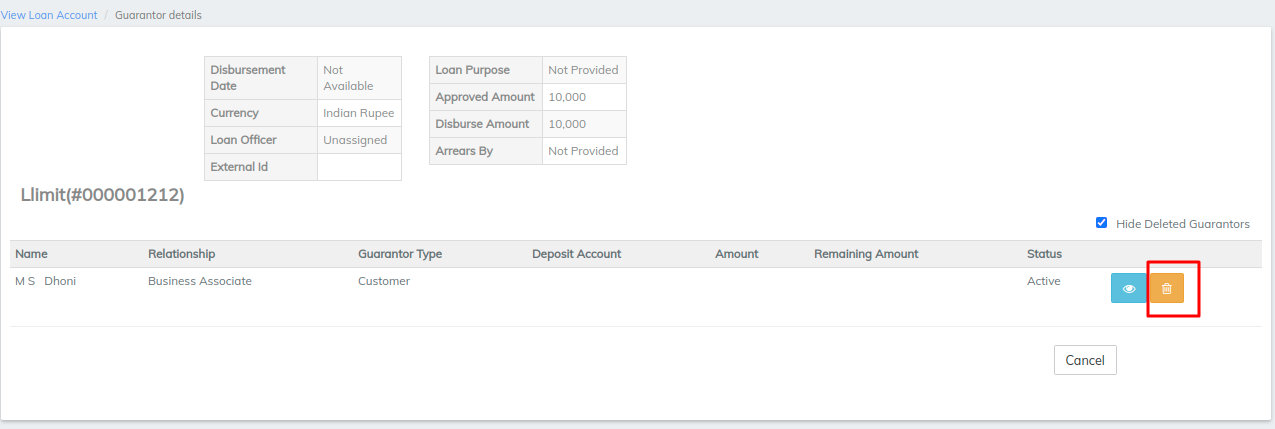 View Loan Account / Guarantor details
Disbursement Date Not Available
Currency Indian Rupee
Loan Officer Unassigned
External Id
Loan Purpose Not Provided
Approved Amount 10,000
Disburse Amount 10,000
Arrears By Not Provided
Llimit(#000001212)
Hide Deleted Guarantors
Name Relationship Guarantor Type Deposit Account Amount Remaining Amount Status
M S Dhoni Business Associate Customer Active
Cancel